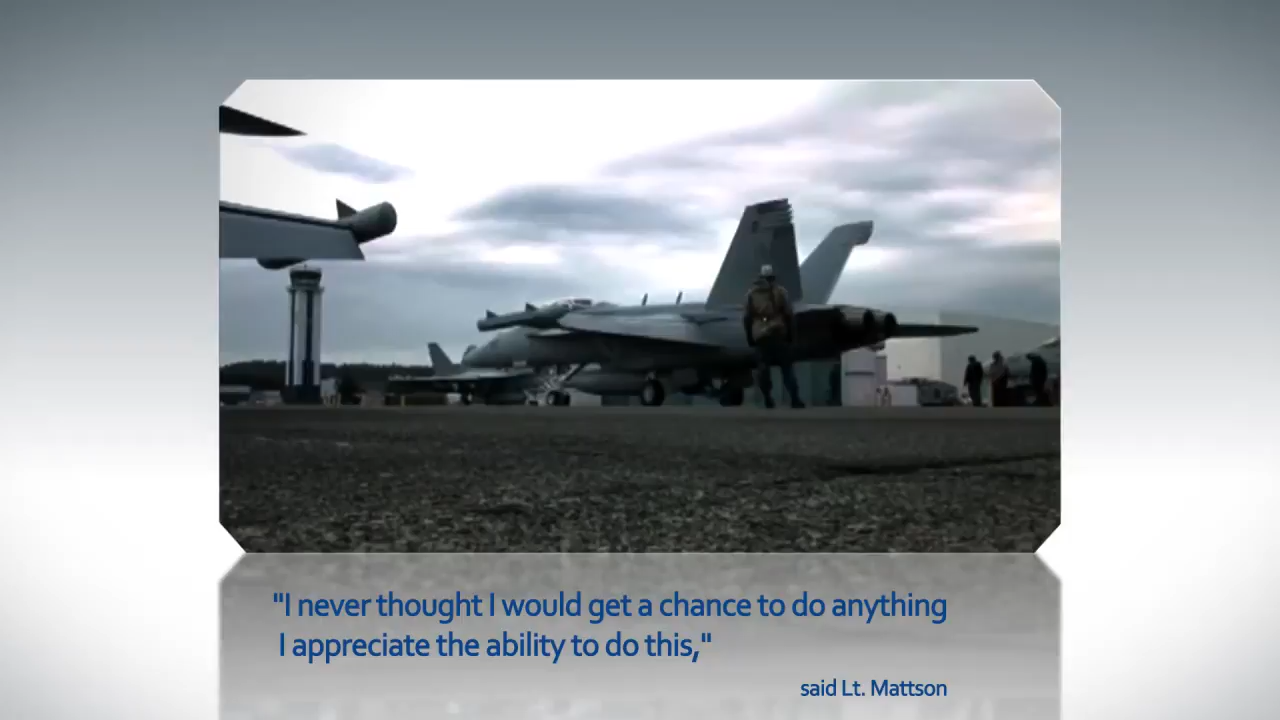 "I never thought I would get a chance to do anything
I appreciate the ability to do this,"
said Lt. Mattson